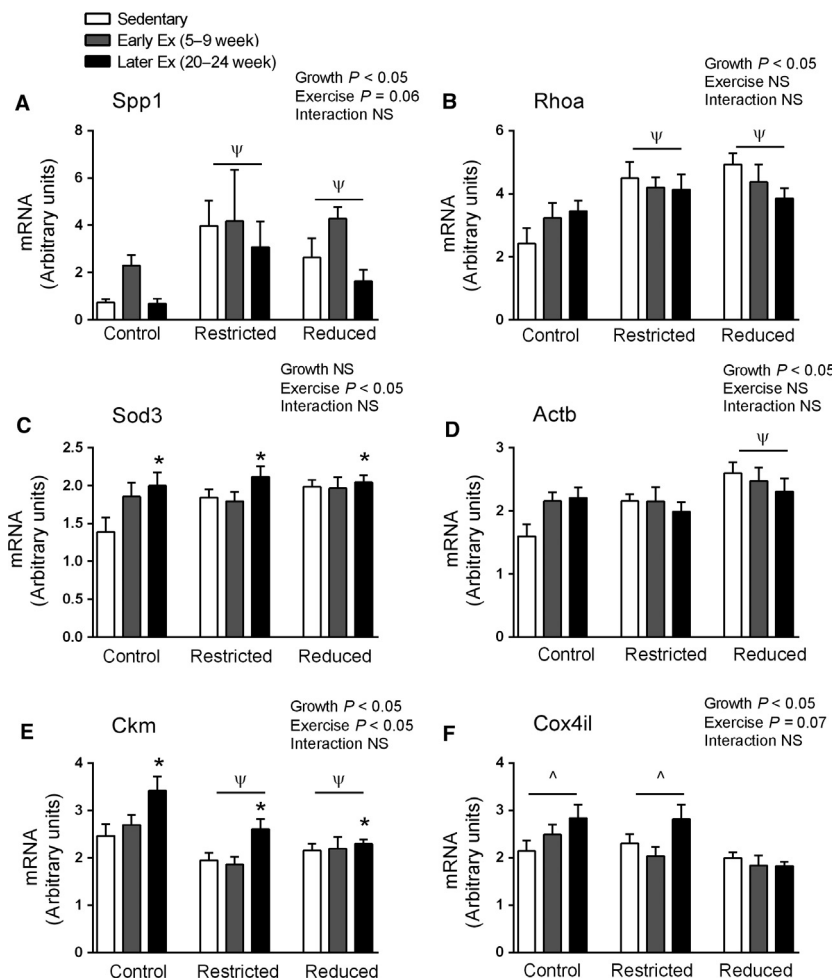 Sedentary
Early Ex (5–9 week)
Later Ex (20–24 week)
A
Spp1
Growth P < 0.05
Exercise P = 0.06
Interaction NS
mRNA
(Arbitrary units)
8
6
4
2
0
ψ
ψ
Control
Restricted
Reduced
B
Rhoa
Growth P < 0.05
Exercise NS
Interaction NS
mRNA
(Arbitrary units)
6
4
2
0
ψ
ψ
Control
Restricted
Reduced
C
Sod3
Growth NS
Exercise P < 0.05
Interaction NS
mRNA
(Arbitrary units)
2.5
2.0
1.5
1.0
0.5
0.0
*
*
*
Control
Restricted
Reduced
D
Actb
Growth P < 0.05
Exercise NS
Interaction NS
mRNA
(Arbitrary units)
3
2
1
0
ψ
Control
Restricted
Reduced
E
Ckm
Growth P < 0.05
Exercise P < 0.05
Interaction NS
mRNA
(Arbitrary units)
4
3
2
1
0
*
ψ
*
ψ
*
Control
Restricted
Reduced
F
Cox4il
Growth P < 0.05
Exercise P = 0.07
Interaction NS
mRNA
(Arbitrary units)
4
3
2
1
0
^
^
Control
Restricted
Reduced